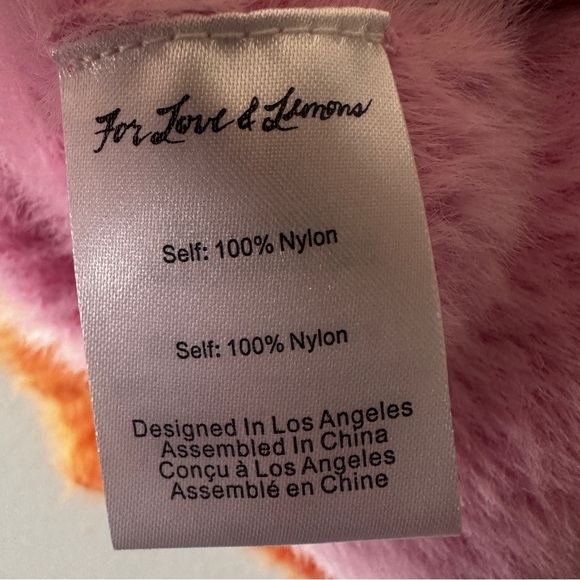 For Love & Lemons
Self: 100% Nylon
Self: 100% Nylon
Designed In Los Angeles
Assembled In China
Conçu à Los Angeles
Assemblé en Chine